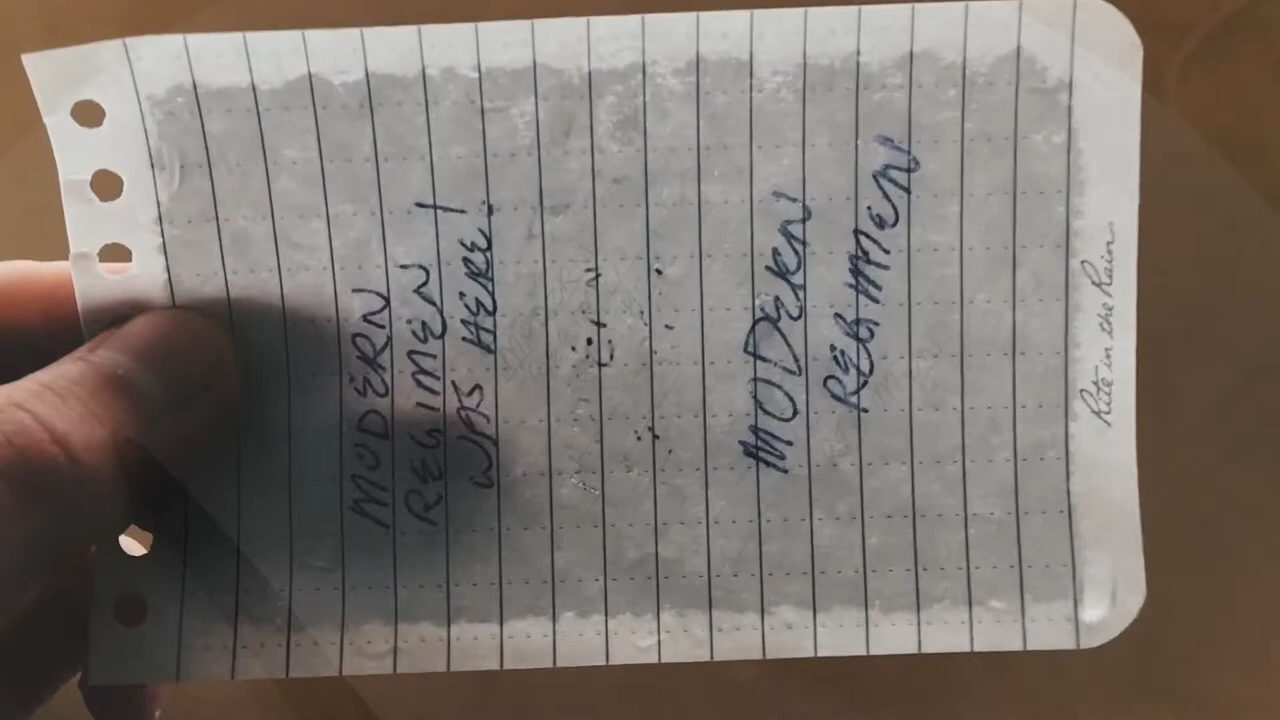 MODERN
REGIMEN
WAS HERE!
MODERN
REGIMEN
Rite in the Rain